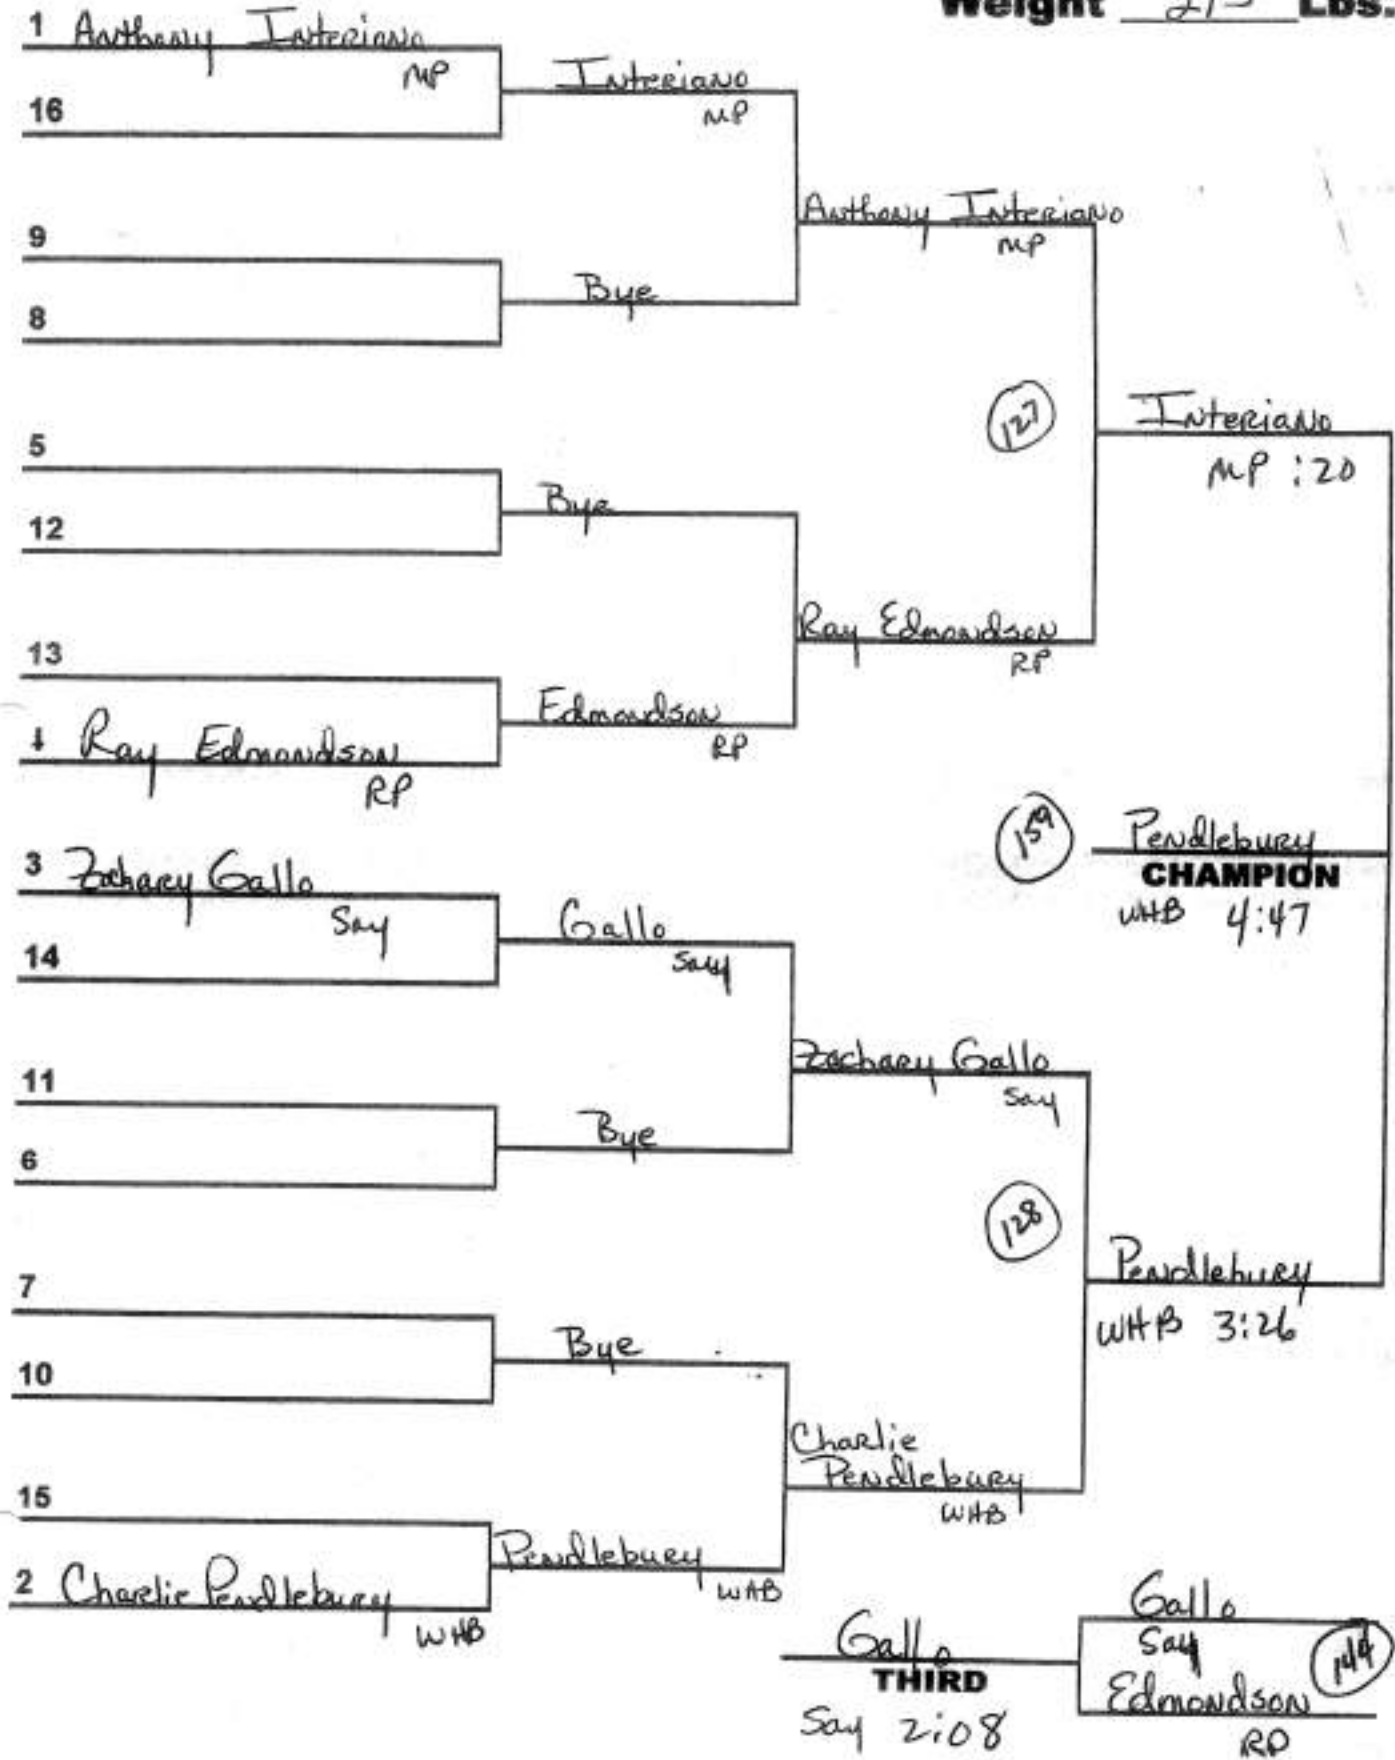 Weight 215 Lbs.
1 Anthony Interiano
MP
Interiano
MP
16
Anthony Interiano
MP
9
Bye
8
127
Interiano
MP :20
5
Bye
12
Ray Edmondson
RP
13
Edmondson
RP
4 Ray Edmondson
RP
159
Pendlebury
CHAMPION
WHB 4:47
3 Zachary Gallo
Say
Gallo
Say
14
Zachary Gallo
Say
11
Bye
6
128
Pendlebury
WHB 3:26
7
Bye
10
Charlie
Pendlebury
WHB
15
Pendlebury
WHB
2 Charlie Pendlebury
WHB
Gallo
Say
144
Edmondson
RP
Gallo
THIRD
Say 2:08